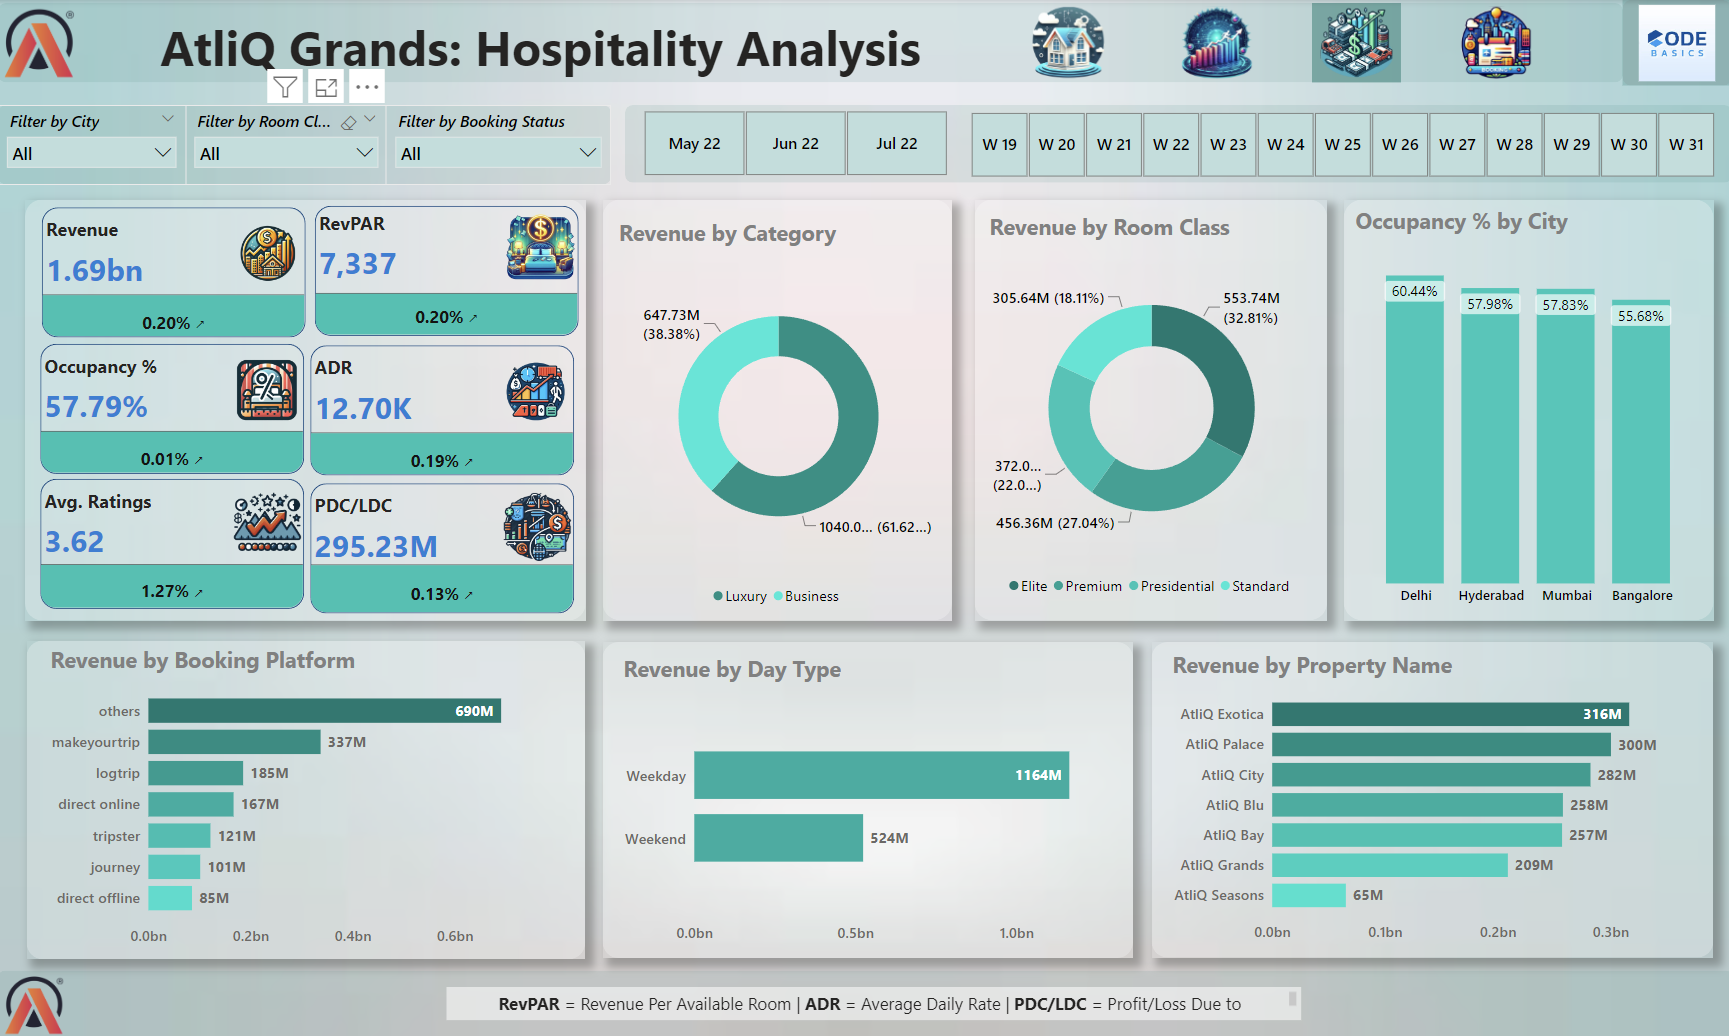 AtliQ Grands: Hospitality Analysis
CODE
BASICS
Filter by City
All
Filter by Room Cl...
All
Filter by Booking Status
All
May 22
Jun 22
Jul 22
W 19
W 20
W 21
W 22
W 23
W 24
W 25
W 26
W 27
W 28
W 29
W 30
W 31
Revenue
1.69bn
0.20% ↗
RevPAR
7,337
0.20% ↗
Occupancy %
57.79%
0.01% ↗
ADR
12.70K
0.19% ↗
Avg. Ratings
3.62
1.27% ↗
PDC/LDC
295.23M
0.13% ↗
Revenue by Category
647.73M
(38.38%)
1040.0... (61.62...)
Luxury
Business
Revenue by Room Class
305.64M (18.11%)
553.74M
(32.81%)
372.0...
(22.0...)
456.36M (27.04%)
Elite
Premium
Presidential
Standard
Occupancy % by City
60.44%
57.98%
57.83%
55.68%
Delhi
Hyderabad
Mumbai
Bangalore
Revenue by Booking Platform
others 690M
makeyourtrip 337M
logtrip 185M
direct online 167M
tripster 121M
journey 101M
direct offline 85M
0.0bn 0.2bn 0.4bn 0.6bn
Revenue by Day Type
Weekday 1164M
Weekend 524M
0.0bn 0.5bn 1.0bn
Revenue by Property Name
AtliQ Exotica 316M
AtliQ Palace 300M
AtliQ City 282M
AtliQ Blu 258M
AtliQ Bay 257M
AtliQ Grands 209M
AtliQ Seasons 65M
0.0bn 0.1bn 0.2bn 0.3bn
RevPAR = Revenue Per Available Room | ADR = Average Daily Rate | PDC/LDC = Profit/Loss Due to